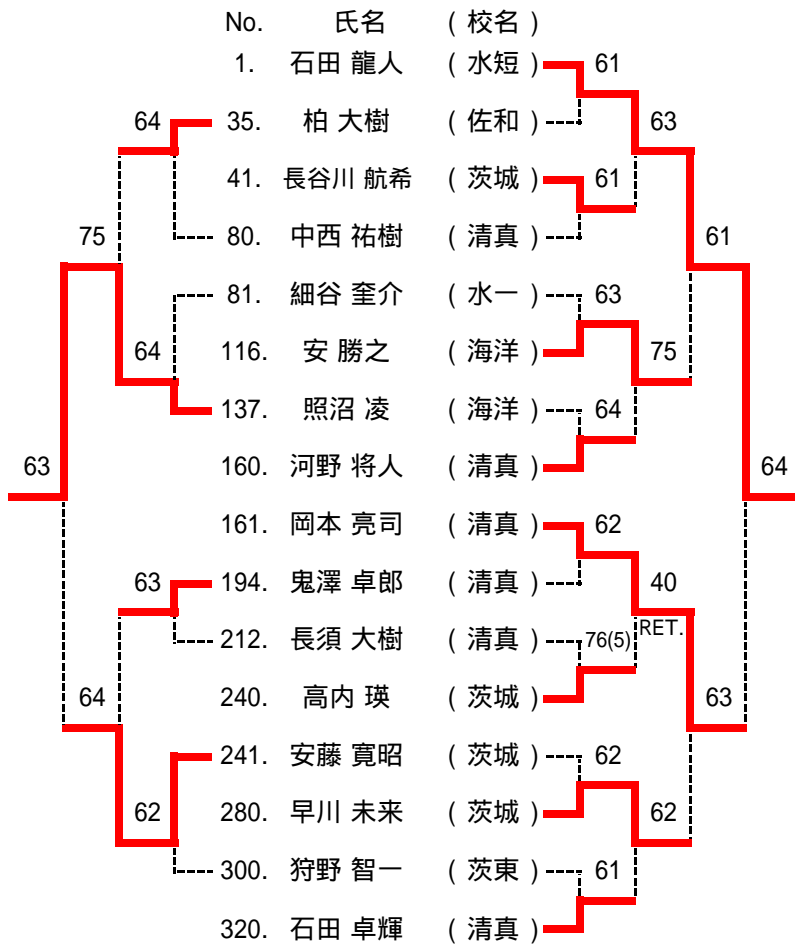 No. 氏名 ( 校名 )
1. 石田 龍人 ( 水短 ) 61
64 35. 柏 大樹 ( 佐和 ) 63
41. 長谷川 航希 ( 茨城 ) 61
75 80. 中西 祐樹 ( 清真 ) 61
81. 細谷 奎介 ( 水一 ) 63
64 116. 安 勝之 ( 海洋 ) 75
137. 照沼 凌 ( 海洋 ) 64
63 160. 河野 将人 ( 清真 ) 64
161. 岡本 亮司 ( 清真 ) 62
63 194. 鬼澤 卓郎 ( 清真 ) 40
212. 長須 大樹 ( 清真 ) 76(5) RET.
64 240. 高内 瑛 ( 茨城 ) 63
241. 安藤 寛昭 ( 茨城 ) 62
62 280. 早川 未来 ( 茨城 ) 62
300. 狩野 智一 ( 茨東 ) 61
320. 石田 卓輝 ( 清真 )